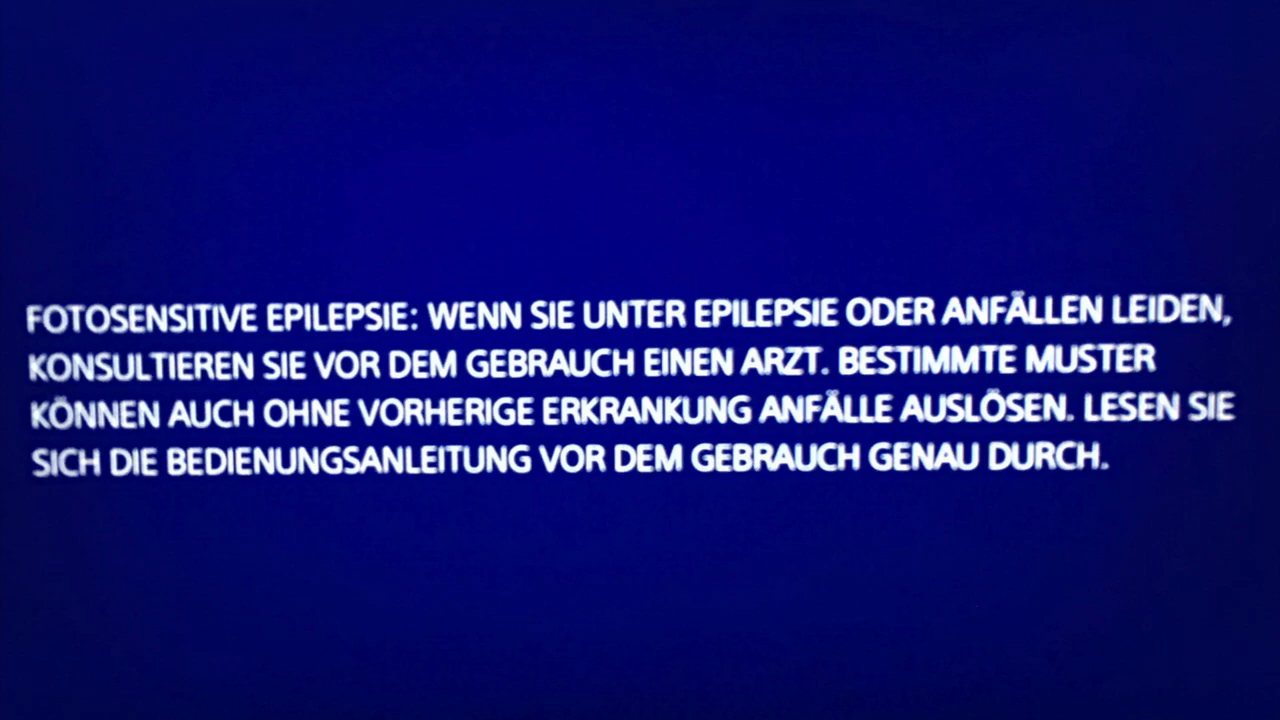 FOTOSENSITIVE EPILEPSIE: WENN SIE UNTER EPILEPSIE ODER ANFÄLLEN LEIDEN,
KONSULTIEREN SIE VOR DEM GEBRAUCH EINEN ARZT. BESTIMMTE MUSTER
KÖNNEN AUCH OHNE VORHERIGE ERKRANKUNG ANFÄLLE AUSLÖSEN. LESEN SIE
SICH DIE BEDIENUNGSANLEITUNG VOR DEM GEBRAUCH GENAU DURCH.